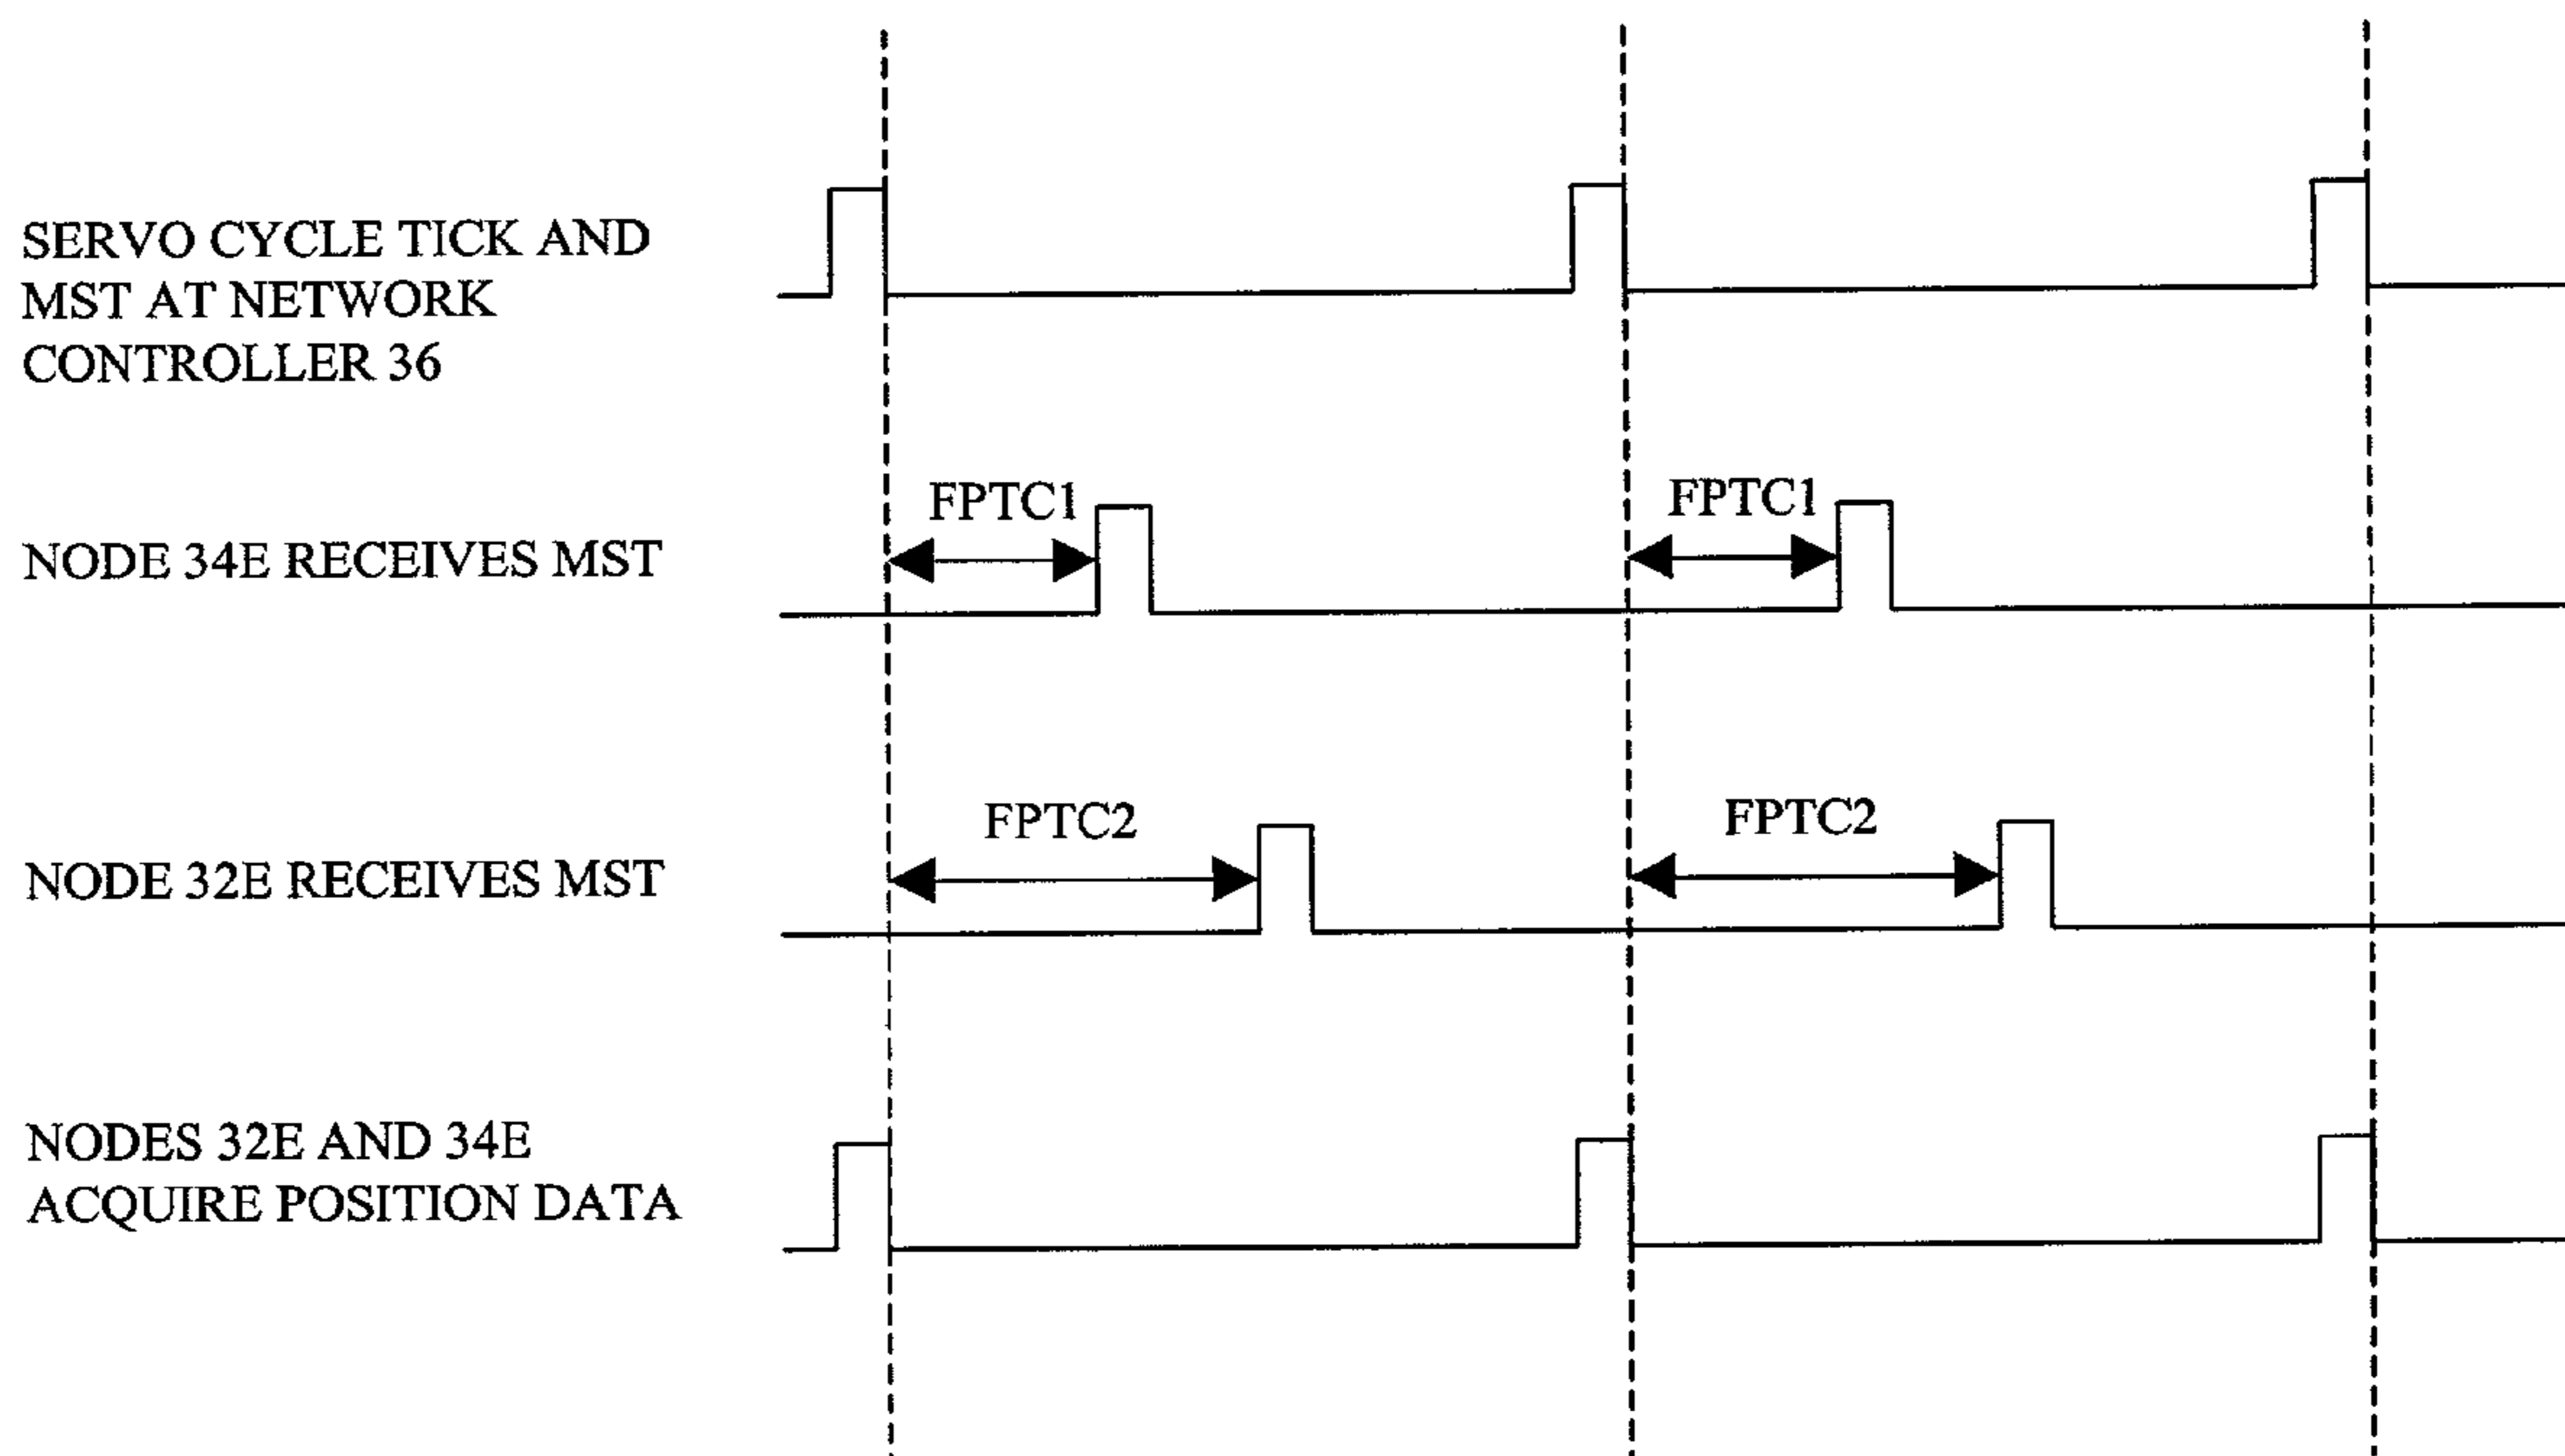 SERVO CYCLE TICK AND
MST AT NETWORK
CONTROLLER 36
FPTC1
FPTC1
NODE 34E RECEIVES MST
FPTC2
FPTC2
NODE 32E RECEIVES MST
NODES 32E AND 34E
ACQUIRE POSITION DATA